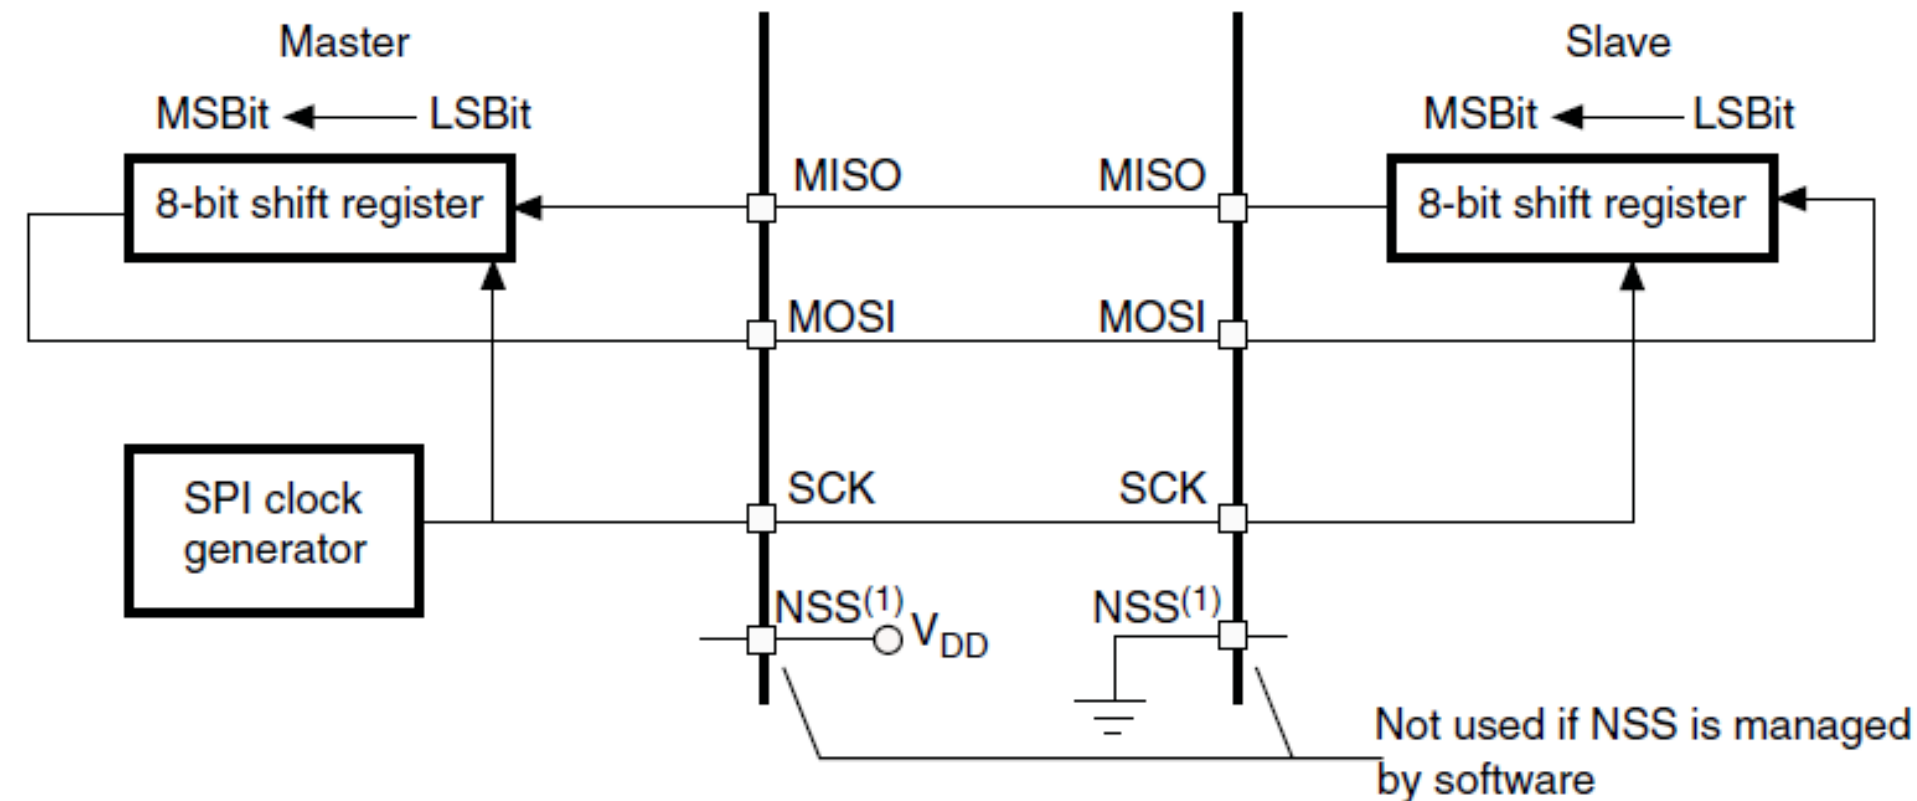 Master
Slave
MSBit LSBit
MSBit LSBit
8-bit shift register
MISO
MISO
8-bit shift register
MOSI
MOSI
SPI clock
generator
SCK
SCK
NSS(1)
VDD
NSS(1)
Not used if NSS is managed
by software